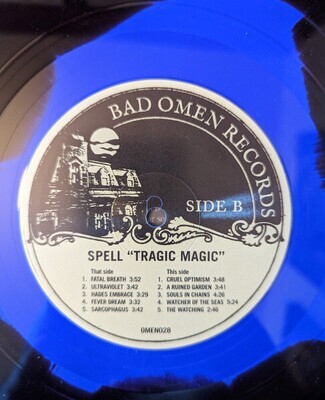 BAD OMEN RECORDS
SIDE B
SPELL “TRAGIC MAGIC”
That side
1. FATAL BREATH 3:52
2. ULTRAVIOLET 3:42
3. HADES EMBRACE 3:29
4. FEVER DREAM 3:32
5. SARCOPHAGUS 3:42
This side
1. CRUEL OPTIMISM 3:48
2. A RUINED GARDEN 3:41
3. SOULS IN CHAINS 4:26
4. WATCHER OF THE SEAS 5:24
5. THE WATCHING 2:46
OMEN028